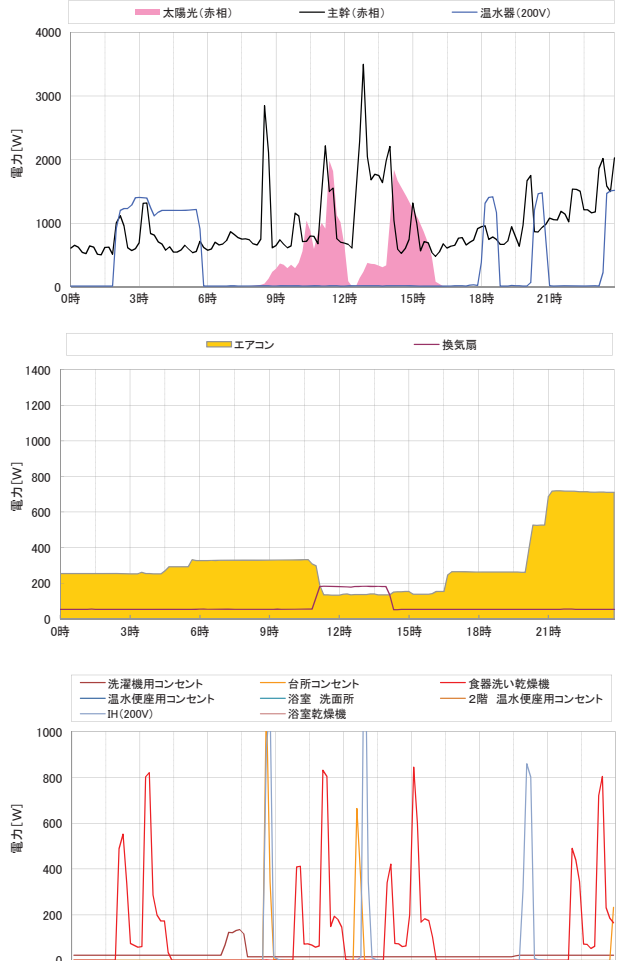 太陽光(赤相) 主幹(赤相) 温水器(200V)
4000
3000
2000
1000
0
電力[W]
0時 3時 6時 9時 12時 15時 18時 21時
エアコン 換気扇
1400
1200
1000
800
600
400
200
0
電力[W]
0時 3時 6時 9時 12時 15時 18時 21時
洗濯機用コンセント 台所コンセント 食器洗い乾燥機
温水便座用コンセント 浴室 洗面所 2階 温水便座用コンセント
IH(200V) 浴室乾燥機
1000
800
600
400
200
0
電力[W]